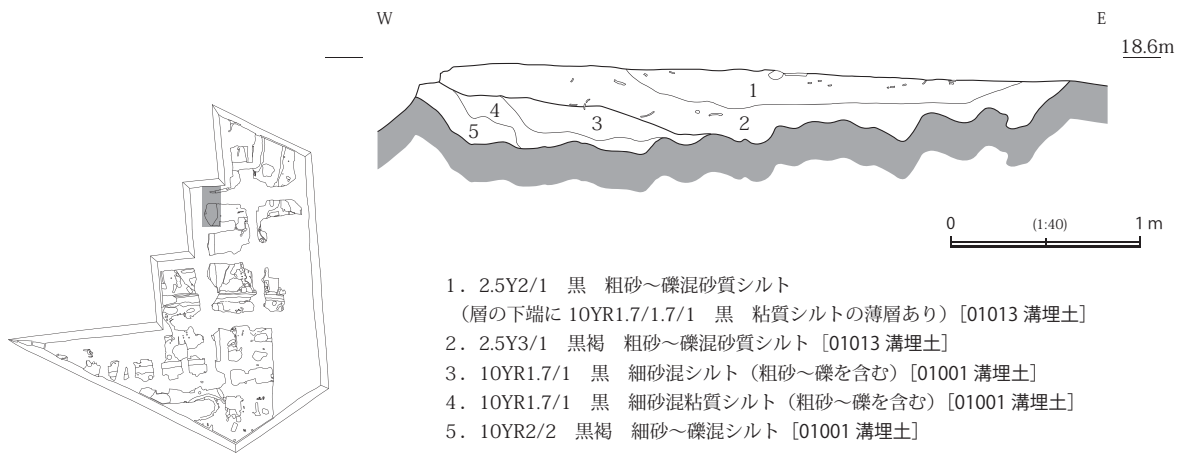 W
E
18.6m
1
2
3
4
5
0
(1:40)
1 m
1．2.5Y2/1　黒　粗砂～礫混砂質シルト
（層の下端に 10YR1.7/1.7/1　黒　粘質シルトの薄層あり）［01013 溝埋土］
2．2.5Y3/1　黒褐　粗砂～礫混砂質シルト［01013 溝埋土］
3．10YR1.7/1　黒　細砂混シルト（粗砂～礫を含む）［01001 溝埋土］
4．10YR1.7/1　黒　細砂混粘質シルト（粗砂～礫を含む）［01001 溝埋土］
5．10YR2/2　黒褐　細砂～礫混シルト［01001 溝埋土］